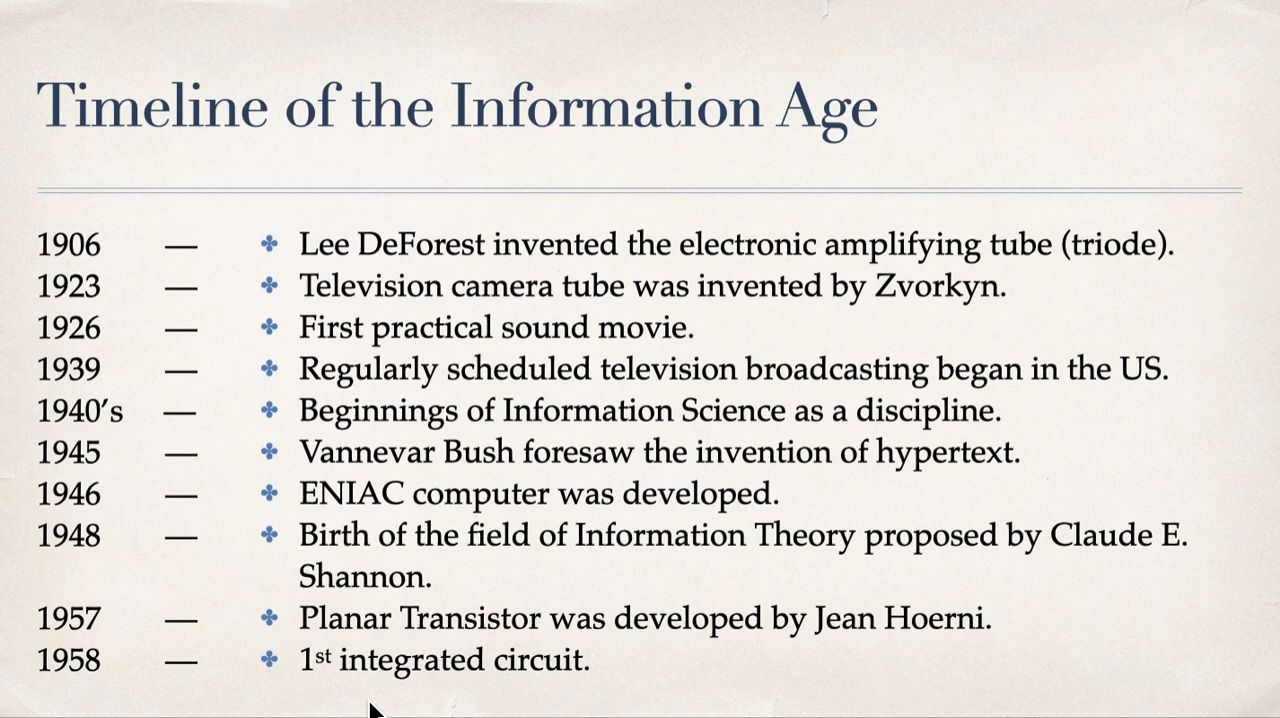 Timeline of the Information Age
1906 — ✤ Lee DeForest invented the electronic amplifying tube (triode).
1923 — ✤ Television camera tube was invented by Zvorkyn.
1926 — ✤ First practical sound movie.
1939 — ✤ Regularly scheduled television broadcasting began in the US.
1940’s — ✤ Beginnings of Information Science as a discipline.
1945 — ✤ Vannevar Bush foresaw the invention of hypertext.
1946 — ✤ ENIAC computer was developed.
1948 — ✤ Birth of the field of Information Theory proposed by Claude E.
Shannon.
1957 — ✤ Planar Transistor was developed by Jean Hoerni.
1958 — ✤ 1st integrated circuit.